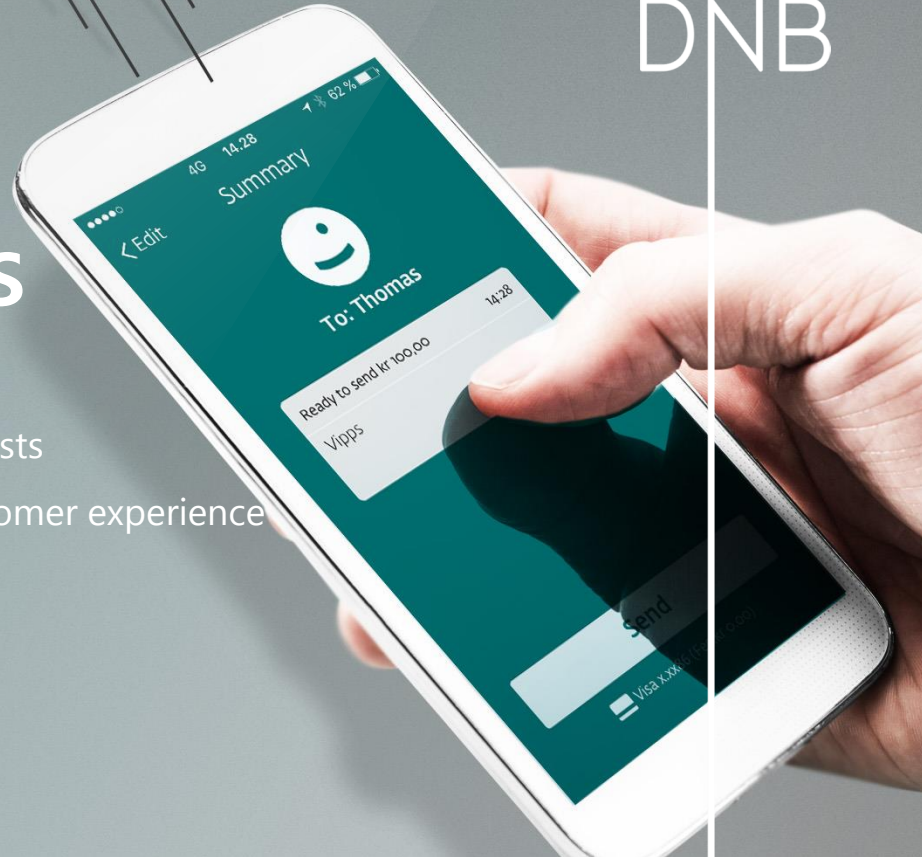 DNB
4G 14.28 62 %
< Edit
Summary
To: Thomas
s
Ready to send kr 100,00 14:28
Vipps
sts
omer experience
Send
Visa